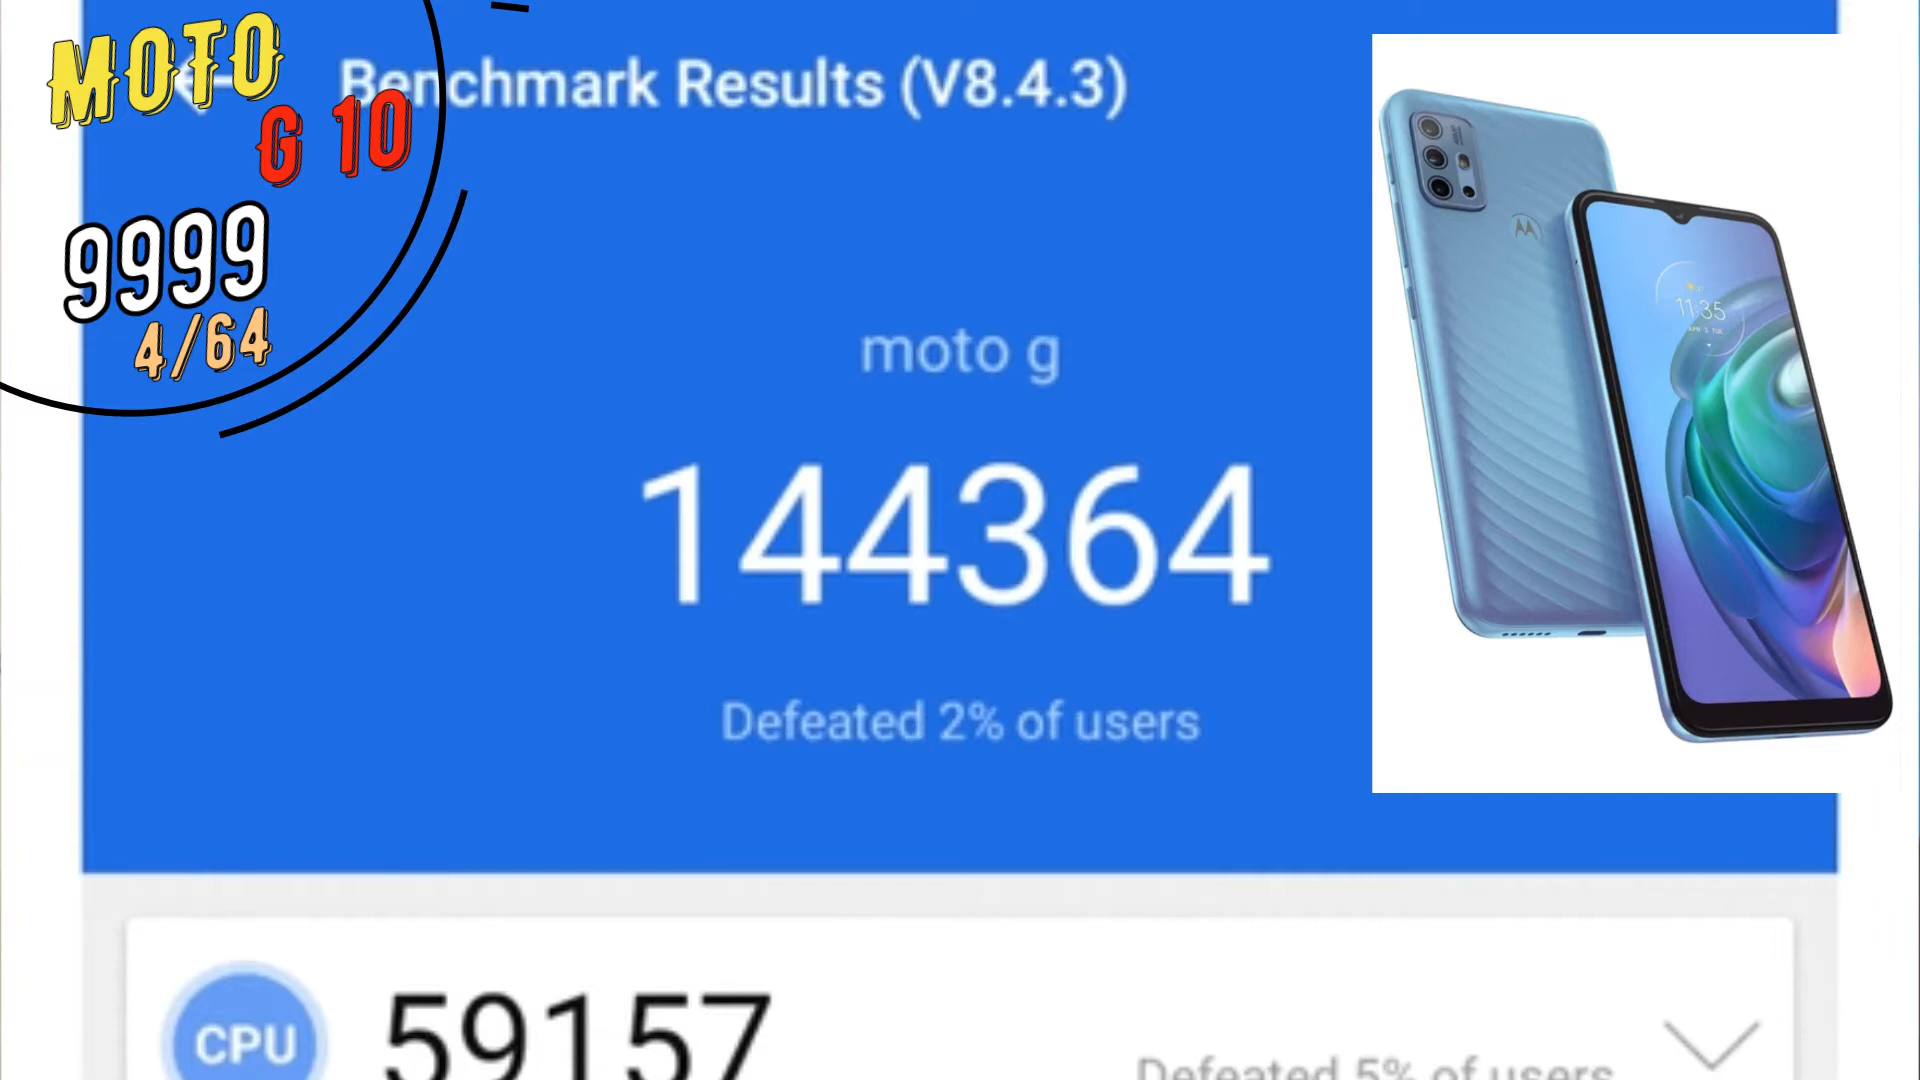 MOTO
G 10
9999
4/64
Benchmark Results (V8.4.3)
moto g
144364
Defeated 2% of users
11:35
CPU
59157
Defeated 5% of users